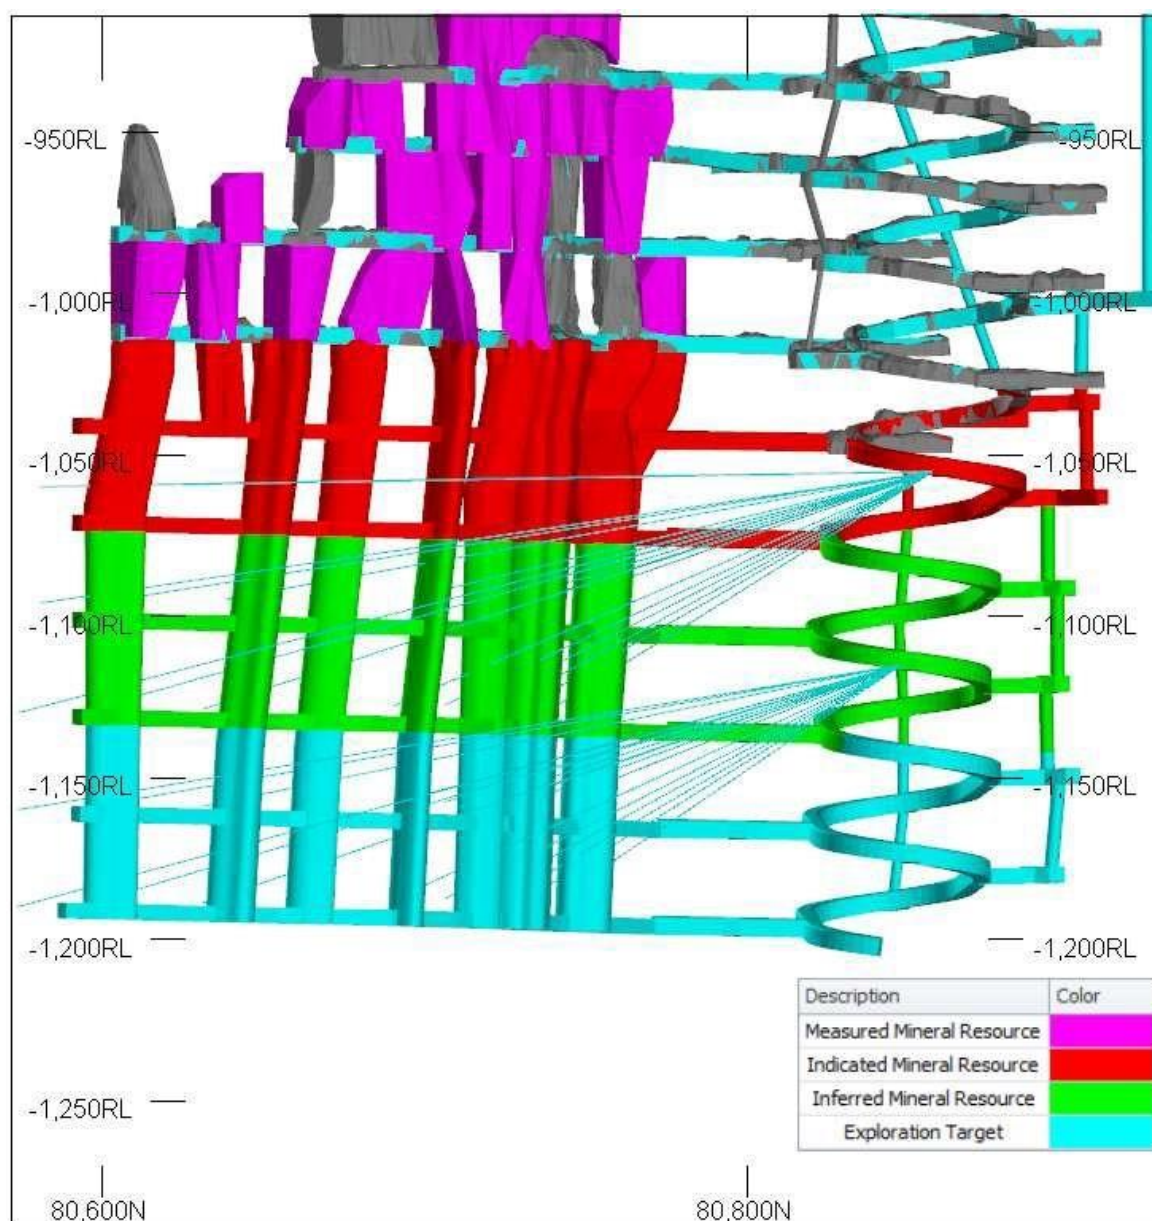 -950RL
-950RL
-1,000RL
-1,000RL
-1,050RL
-1,050RL
-1,100RL
-1,100RL
-1,150RL
-1,150RL
-1,200RL
-1,200RL
Description Color
Measured Mineral Resource
Indicated Mineral Resource
Inferred Mineral Resource
Exploration Target
-1,250RL
80,600N
80,800N